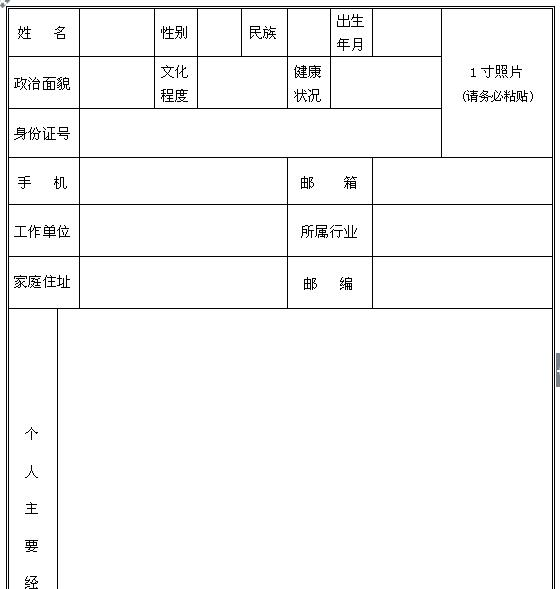 姓 名 性别 民族 出生年月
1寸照片
(请务必粘贴)
政治面貌 文化程度 健康状况
身份证号
手 机 邮 箱
工作单位 所属行业
家庭住址 邮 编
个
人
主
要
经